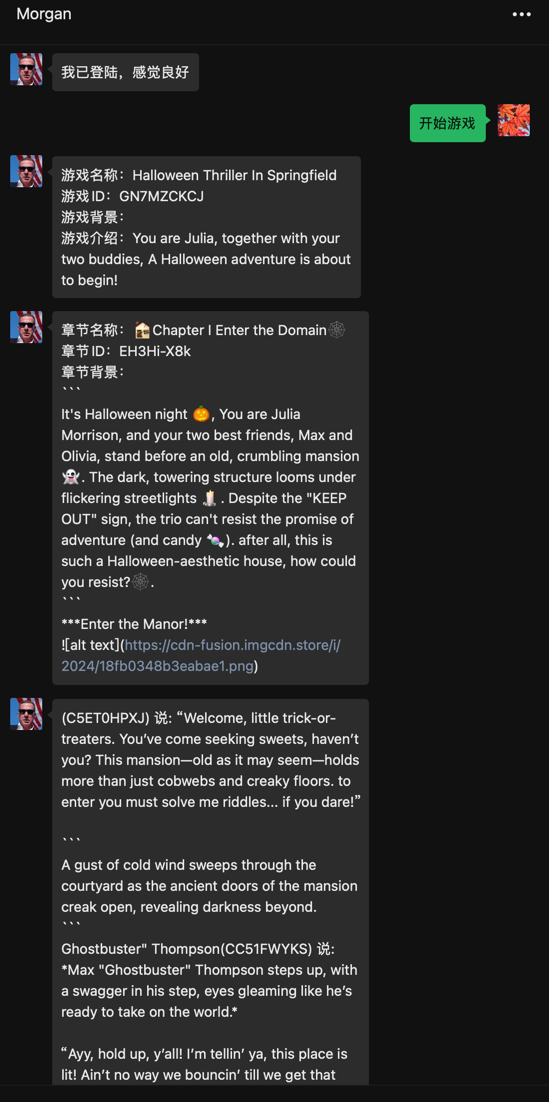 Morgan
我已登陆，感觉良好
开始游戏
游戏名称：Halloween Thriller In Springfield
游戏ID：GN7MZCKCJ
游戏背景：
游戏介绍：You are Julia, together with your
two buddies, A Halloween adventure is about
to begin!
章节名称：🏚️Chapter I Enter the Domain🕸️
章节ID：EH3Hi-X8k
章节背景：
```
It's Halloween night 🎃, You are Julia
Morrison, and your two best friends, Max and
Olivia, stand before an old, crumbling mansion
👻. The dark, towering structure looms under
flickering streetlights 🕯️. Despite the "KEEP
OUT" sign, the trio can't resist the promise of
adventure (and candy 🍬). after all, this is
such a Halloween-aesthetic house, how could
you resist?🕸️.
```
***Enter the Manor!***
![alt text](https://cdn-fusion.imgcdn.store/i/
2024/18fb0348b3eabae1.png)
(C5ET0HPXJ) 说: “Welcome, little trick-or-
treaters. You’ve come seeking sweets, haven’t
you? This mansion—old as it may seem—holds
more than just cobwebs and creaky floors. to
enter you must solve me riddles... if you dare!”
```
A gust of cold wind sweeps through the
courtyard as the ancient doors of the mansion
creak open, revealing darkness beyond.
```
Ghostbuster" Thompson(CC51FWYKS) 说:
*Max "Ghostbuster" Thompson steps up, with
a swagger in his step, eyes gleaming like he’s
ready to take on the world.*
“Ayy, hold up, y’all! I’m tellin’ ya, this place is
lit! Ain’t no way we bouncin’ till we get that